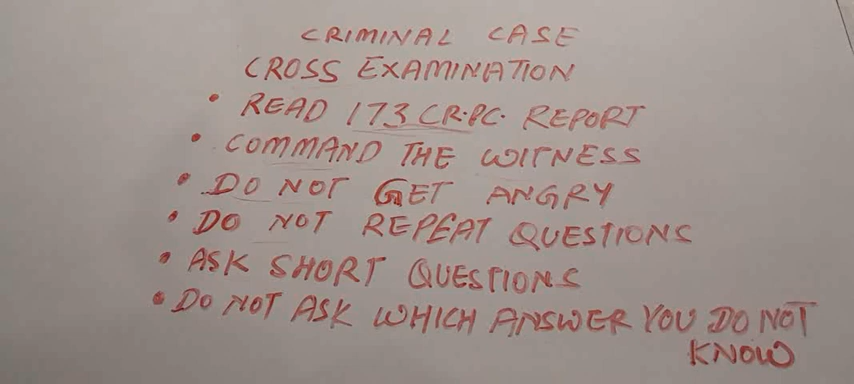 CRIMINAL CASE
CROSS EXAMINATION
• READ 173 CR.PC. REPORT
• COMMAND THE WITNESS
• DO NOT GET ANGRY
• DO NOT REPEAT QUESTIONS
• ASK SHORT QUESTIONS
• DO NOT ASK WHICH ANSWER YOU DO NOT
KNOW